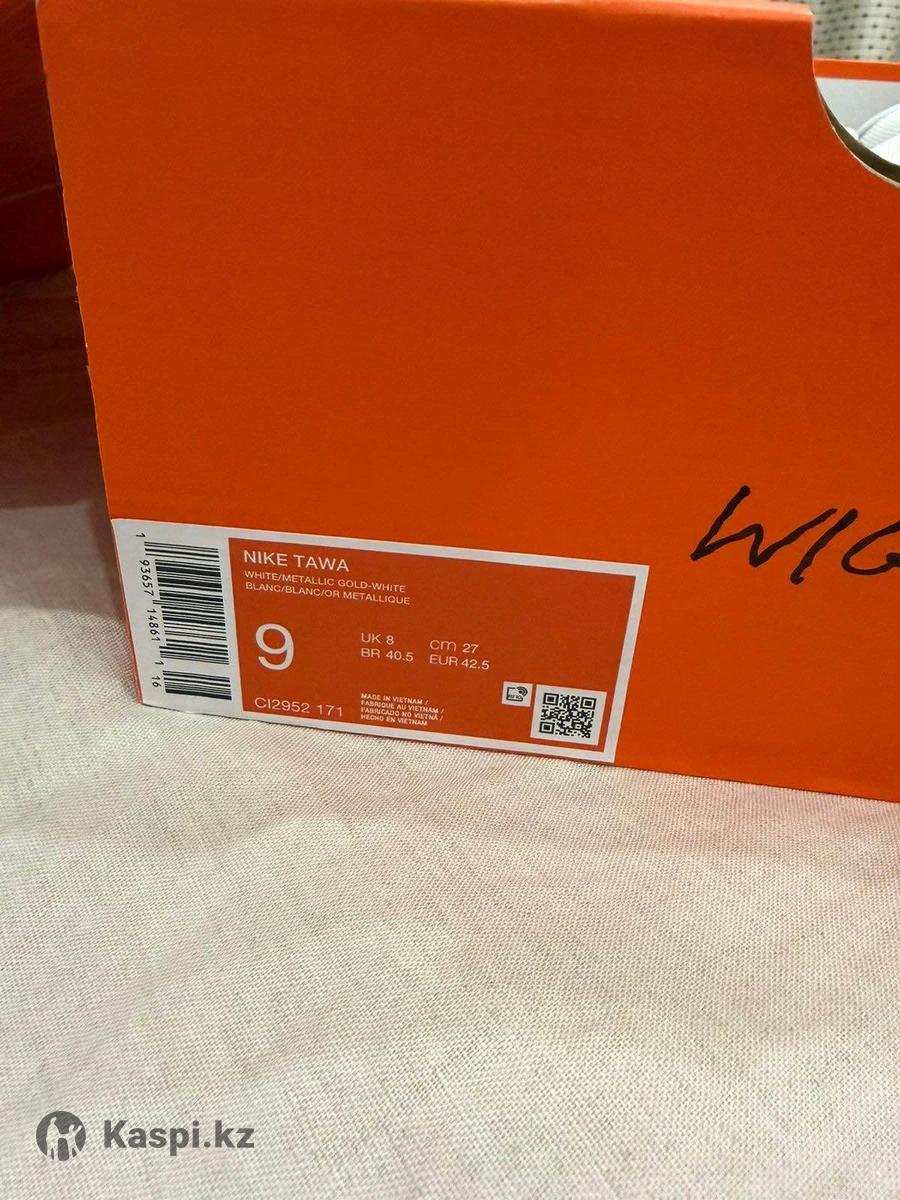 NIKE TAWA
WHITE/METALLIC GOLD-WHITE
BLANC/BLANC/OR METALLIQUE
9
UK 8 cm 27
BR 40.5 EUR 42.5
CI2952 171
MADE IN VIETNAM /
FABRIQUE AU VIETNAM /
FABRICADO NO VIETNÃ /
HECHO EN VIETNAM
1 93657 14861 1 16
WIG
Kaspi.kz